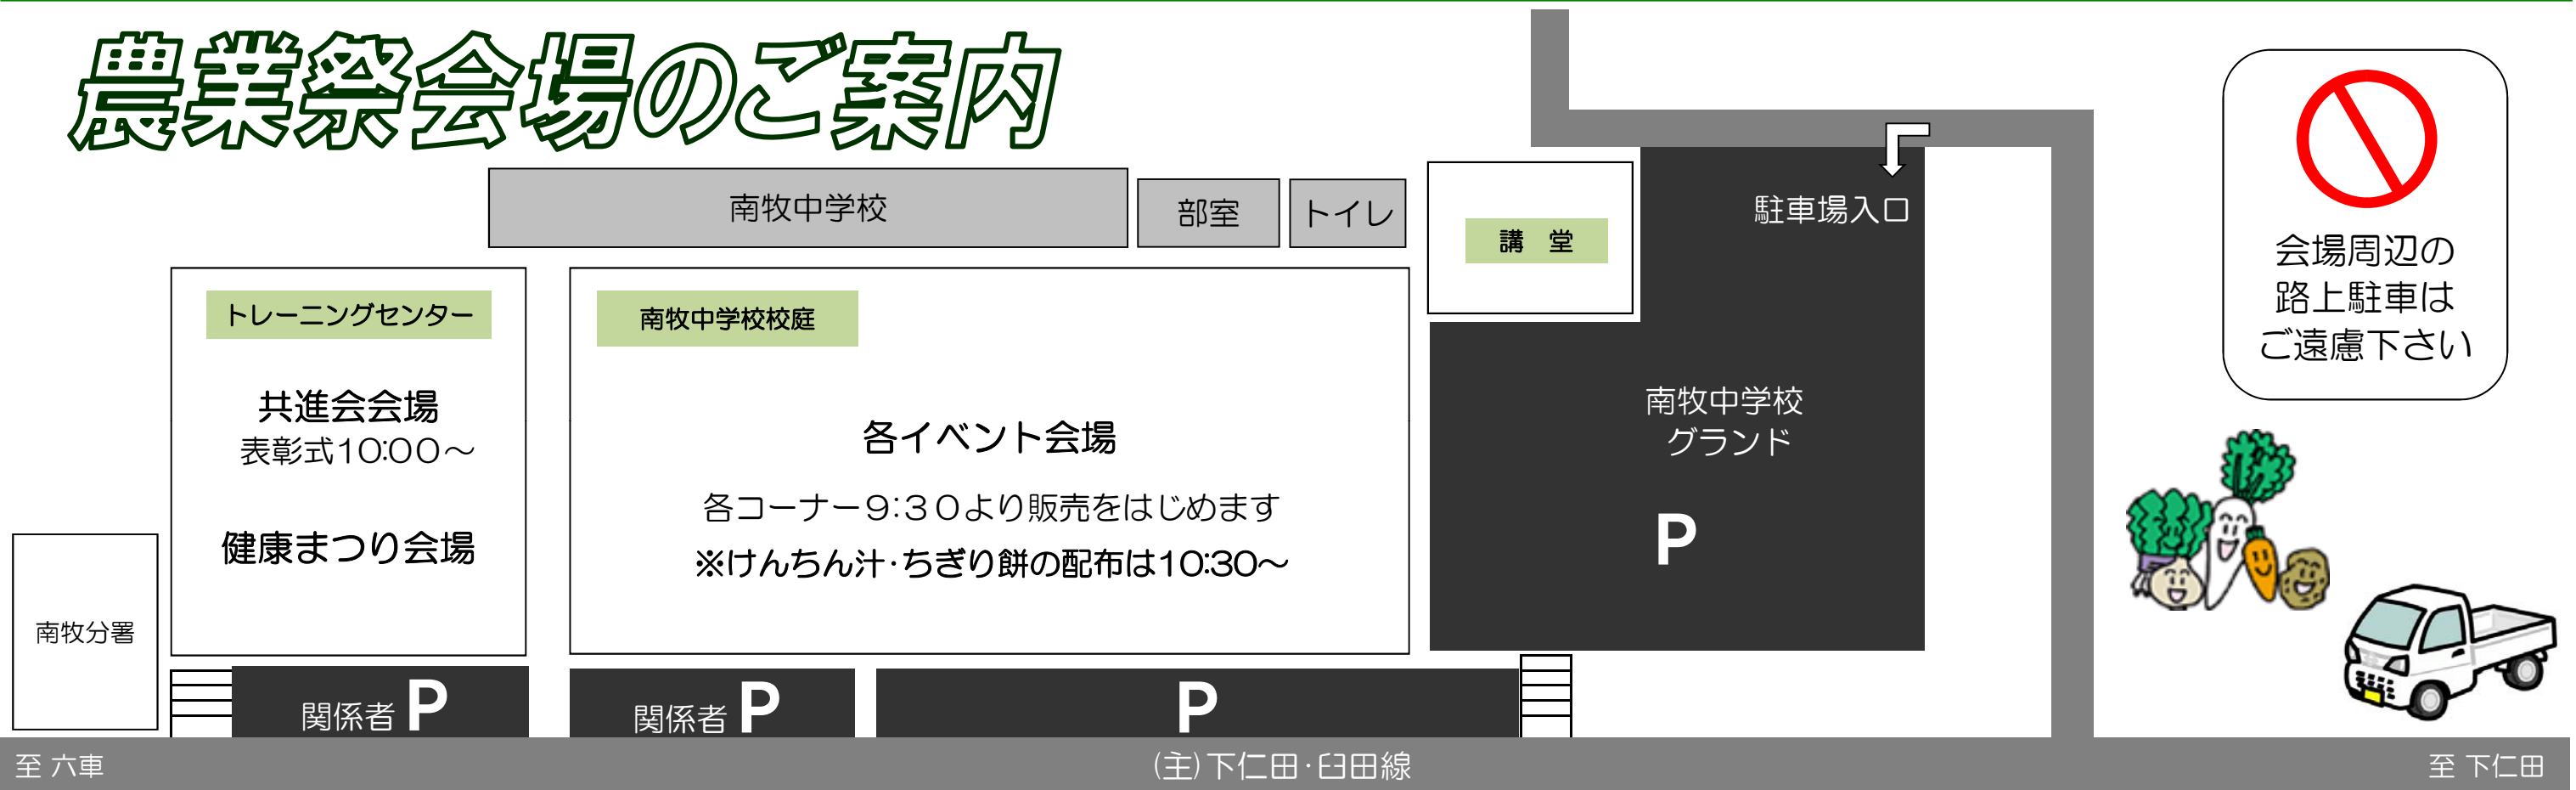 農業祭会場のご案内
南牧中学校
部室
トイレ
講 堂
駐車場入口
会場周辺の
路上駐車は
ご遠慮下さい
トレーニングセンター
共進会会場
表彰式10:00～
健康まつり会場
南牧中学校校庭
各イベント会場
各コーナー９:３０より販売をはじめます
※けんちん汁・ちぎり餅の配布は10:30～
南牧中学校
グランド
P
南牧分署
関係者 P
関係者 P
P
至 六車
(主)下仁田・臼田線
至 下仁田